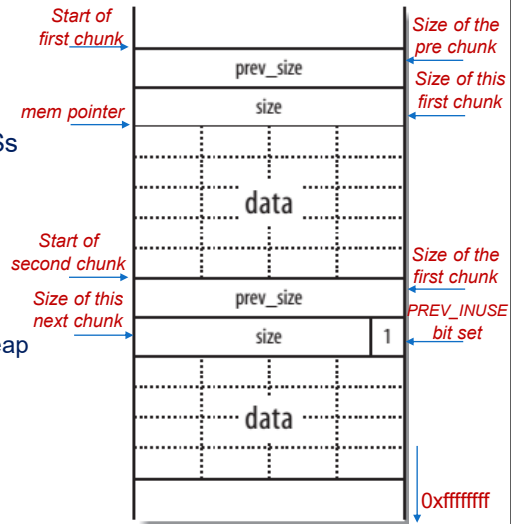 Start of
first chunk
Size of the
pre chunk
prev_size
Size of this
first chunk
size
mem pointer
data
Start of
second chunk
Size of the
first chunk
prev_size
Size of this
next chunk
PREV_INUSE
bit set
size
1
eap
data
0xffffffff